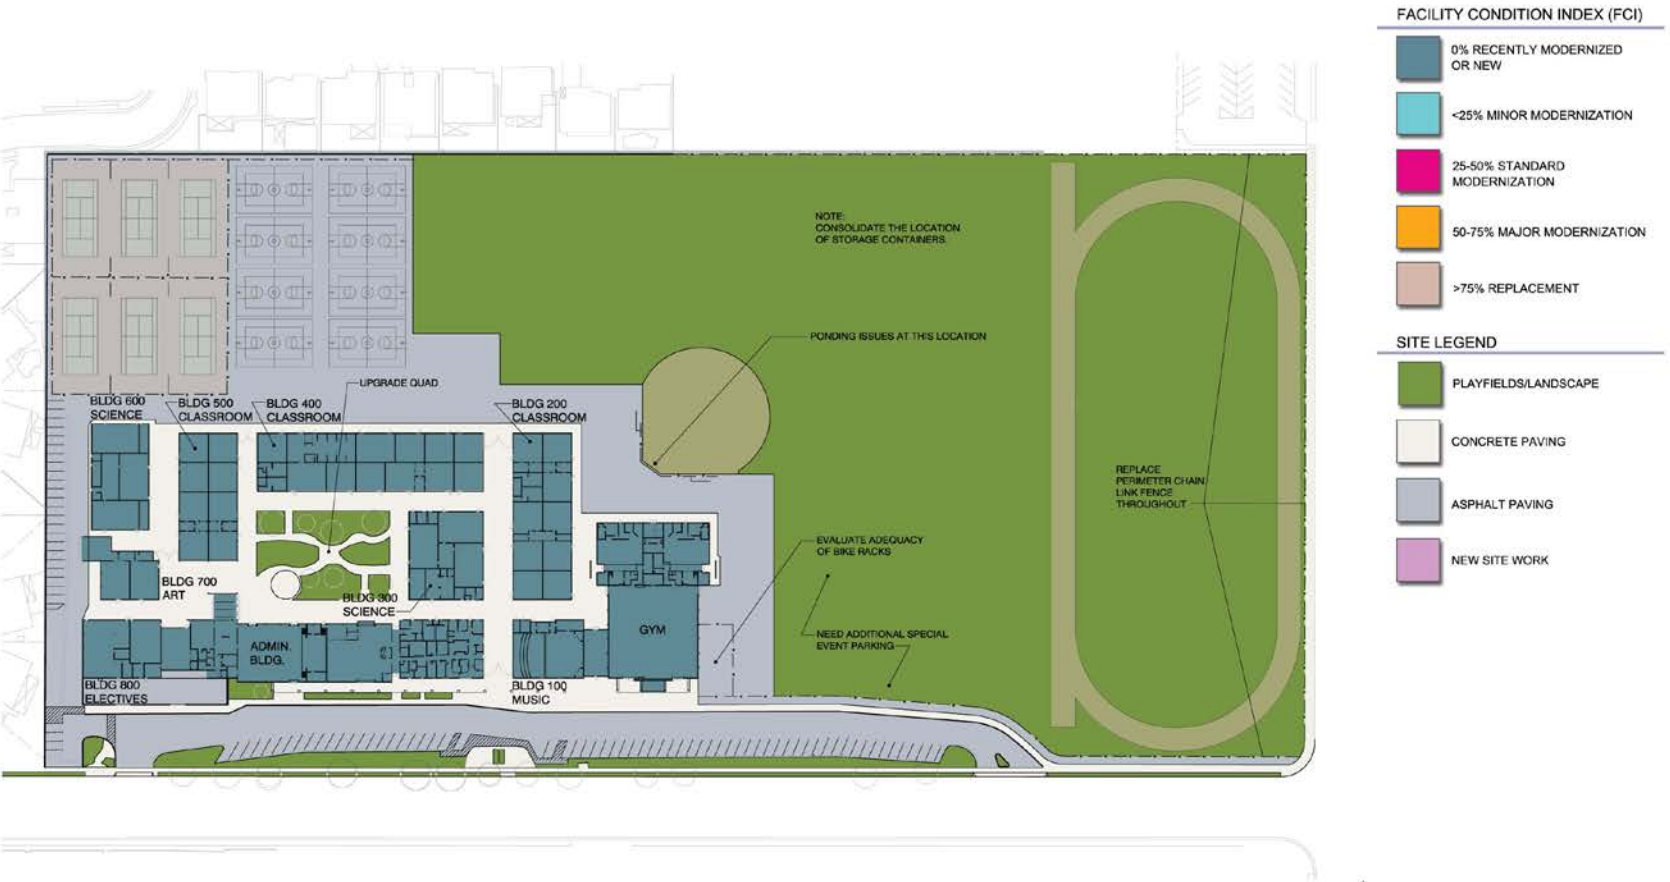 FACILITY CONDITION INDEX (FCI)
0% RECENTLY MODERNIZED
OR NEW
<25% MINOR MODERNIZATION
25-50% STANDARD
MODERNIZATION
50-75% MAJOR MODERNIZATION
>75% REPLACEMENT
SITE LEGEND
PLAYFIELDS/LANDSCAPE
CONCRETE PAVING
ASPHALT PAVING
NEW SITE WORK
NOTE:
CONSOLIDATE THE LOCATION
OF STORAGE CONTAINERS.
PONDING ISSUES AT THIS LOCATION
UPGRADE QUAD
BLDG 600
SCIENCE
BLDG 500
CLASSROOM
BLDG 400
CLASSROOM
BLDG 200
CLASSROOM
REPLACE
PERIMETER CHAIN
LINK FENCE
THROUGHOUT
EVALUATE ADEQUACY
OF BIKE RACKS
BLDG 700
ART
BLDG 300
SCIENCE
GYM
NEED ADDITIONAL SPECIAL
EVENT PARKING
ADMIN.
BLDG.
BLDG 800
ELECTIVES
BLDG 100
MUSIC